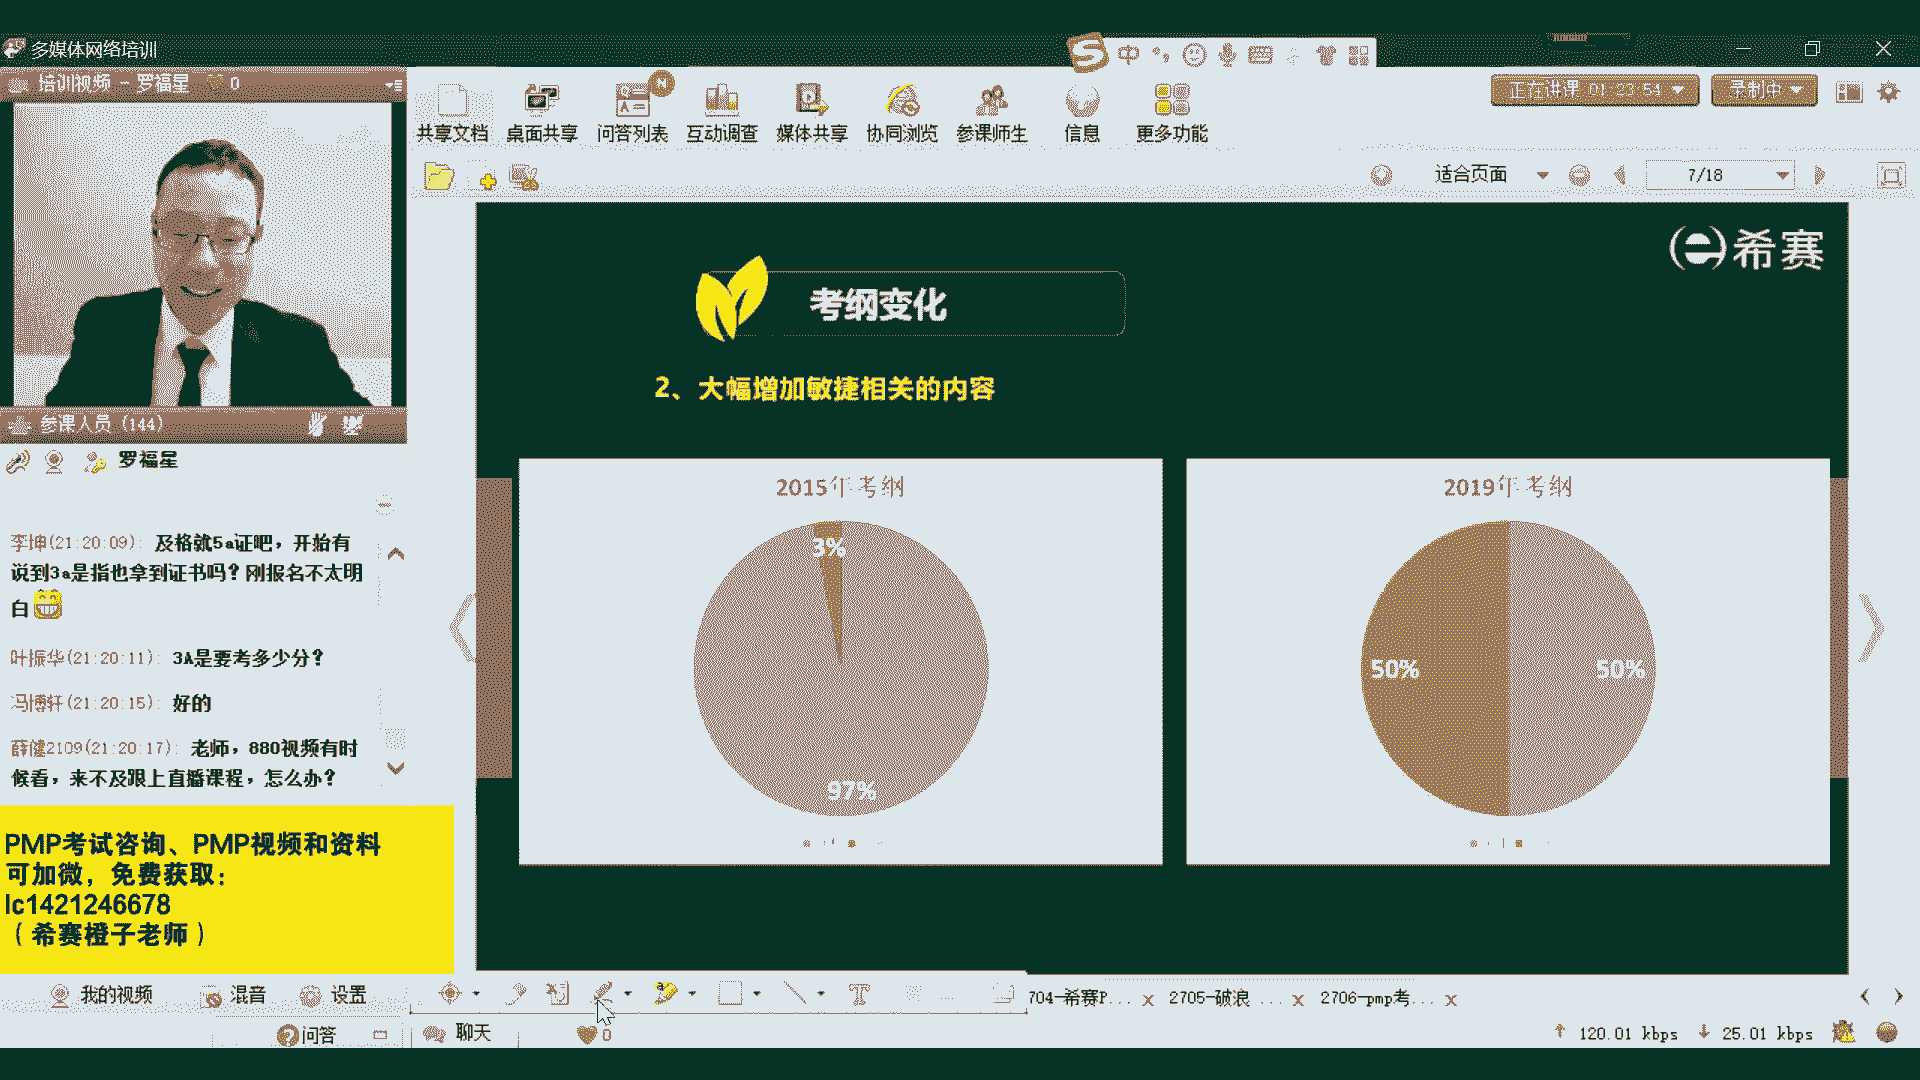 多媒体网络培训
中
培训视频 - 罗福星 0
正在讲课 01:23:54
录制中
共享文档
桌面共享
问答列表
互动调查
媒体共享
协同浏览
参课师生
信息
更多功能
适合页面
7/18
希赛
考纲变化
2、大幅增加敏捷相关的内容
2015年考纲
3%
97%
2019年考纲
50%
50%
参课人员 (144)
罗福星
李坤(21:20:09): 及格就5a证吧，开始有
说到3a是指也拿到证书吗？刚报名不太明
白
叶振华(21:20:11): 3A是要考多少分？
冯博轩(21:20:15): 好的
薛健2109(21:20:17): 老师，880视频有时
候看，来不及跟上直播课程，怎么办？
PMP考试咨询、PMP视频和资料
可加微，免费获取：
lc1421246678
（希赛橙子老师）
我的视频
混音
设置
704-希赛P... x
2705-破浪 ... x
2706-pmp考... x
问答
聊天
0
120.01 kbps
25.01 kbps